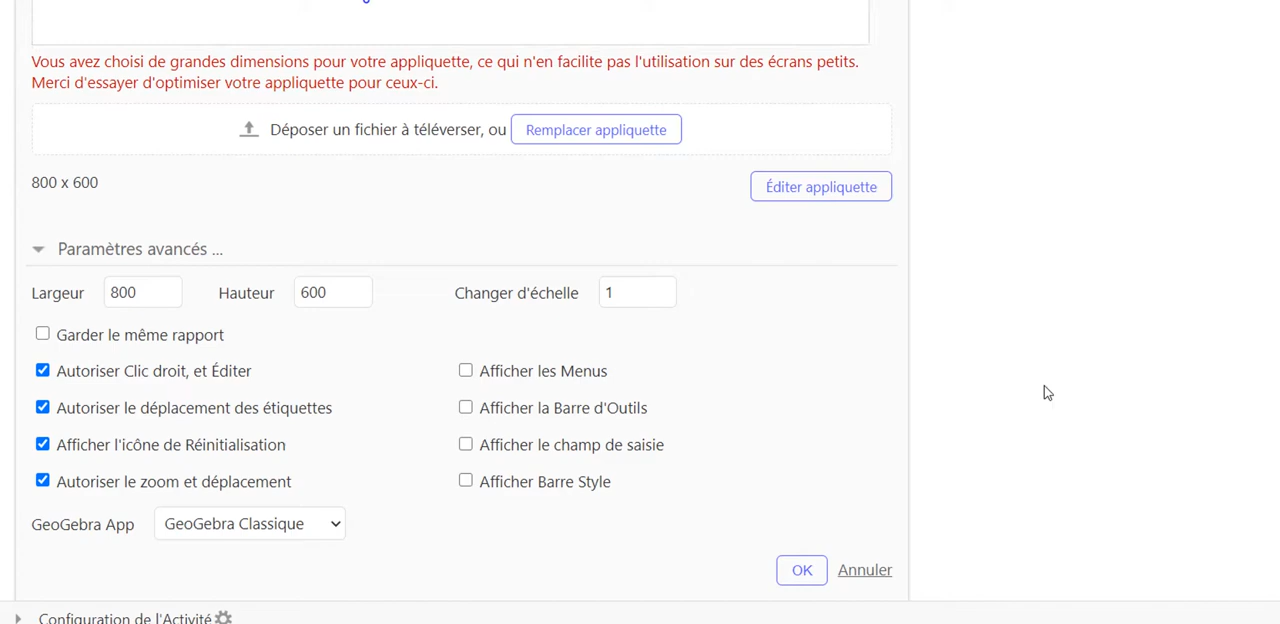 Vous avez choisi de grandes dimensions pour votre appliquette, ce qui n'en facilite pas l'utilisation sur des écrans petits.
Merci d'essayer d'optimiser votre appliquette pour ceux-ci.
Déposer un fichier à téléverser, ou Remplacer appliquette
800 x 600
Éditer appliquette
Paramètres avancés ...
Largeur 800 Hauteur 600 Changer d'échelle 1
Garder le même rapport
Autoriser Clic droit, et Éditer Afficher les Menus
Autoriser le déplacement des étiquettes Afficher la Barre d'Outils
Afficher l'icône de Réinitialisation Afficher le champ de saisie
Autoriser le zoom et déplacement Afficher Barre Style
GeoGebra App GeoGebra Classique
OK Annuler
Configuration de l'Activité